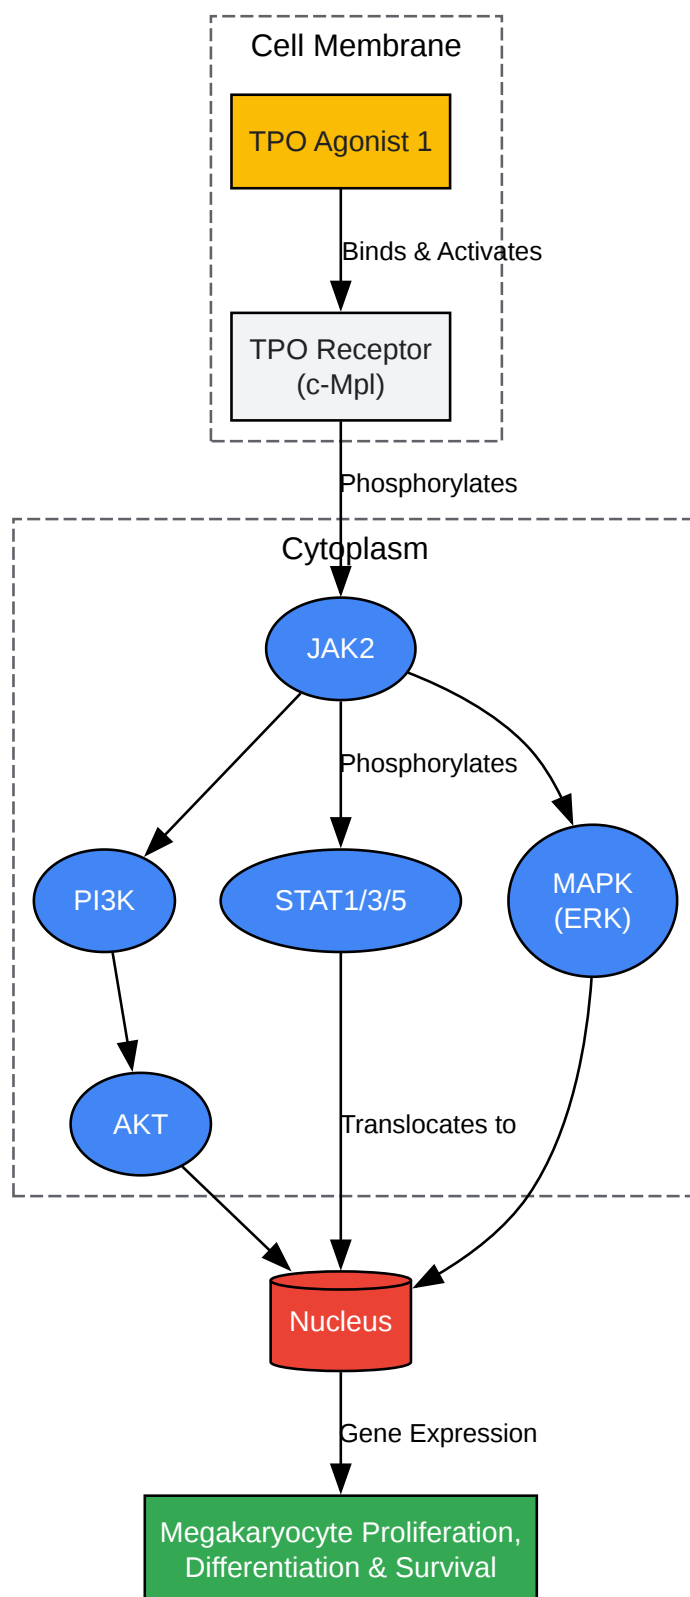 Cell Membrane
TPO Agonist 1
Binds & Activates
TPO Receptor
(c-Mpl)
Phosphorylates
Cytoplasm
JAK2
Phosphorylates
PI3K
STAT1/3/5
MAPK
(ERK)
AKT
Translocates to
Nucleus
Gene Expression
Megakaryocyte Proliferation,
Differentiation & Survival